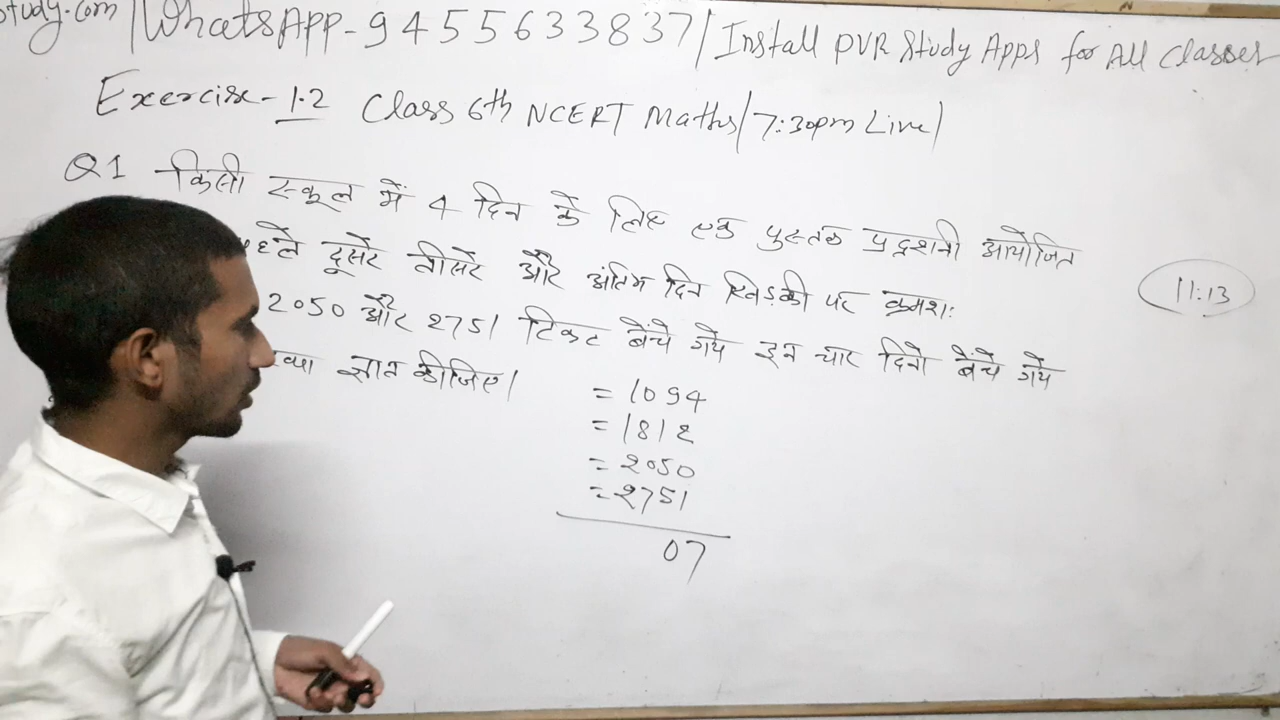 study.com | WhatsApp - 9455633837 | Install PVR Study Apps for All Classes
Exercise - 1.2 Class 6th NCERT Maths | 7:30pm Live |
Q1 किसी स्कूल में 4 दिन के लिए एक पुस्तक प्रदशनी आयोजित
दूसरे तीसरे और अंतिम दिन खिड़की पर क्रमशः
11:13
2050 और 2751 टिकट बेंचे गये इन चार दिनो बेंचे गये
ज्ञात कीजिए।
= 1094
= 1812
= 2050
= 2751
07